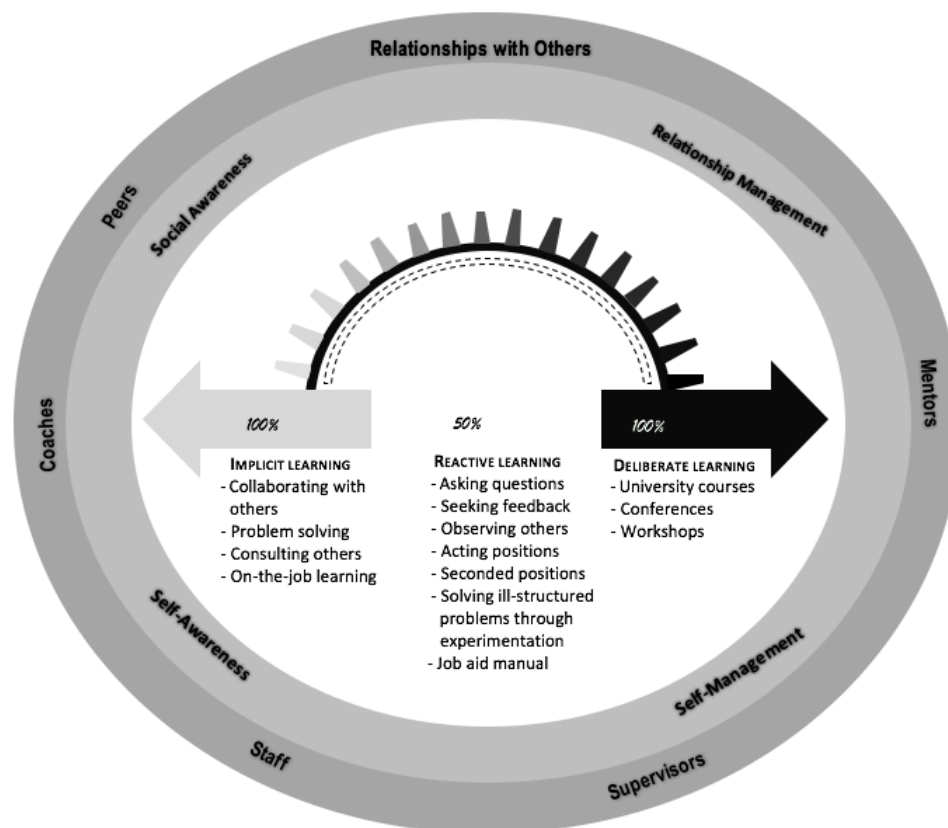 Relationships with Others
Relationship Management
Social Awareness
Peers
Mentors
Coaches
100%
50%
100%
IMPLICIT LEARNING
- Collaborating with
others
- Problem solving
- Consulting others
- On-the-job learning
REACTIVE LEARNING
- Asking questions
- Seeking feedback
- Observing others
- Acting positions
- Seconded positions
- Solving ill-structured
problems through
experimentation
- Job aid manual
DELIBERATE LEARNING
- University courses
- Conferences
- Workshops
Self-Awareness
Self-Management
Staff
Supervisors